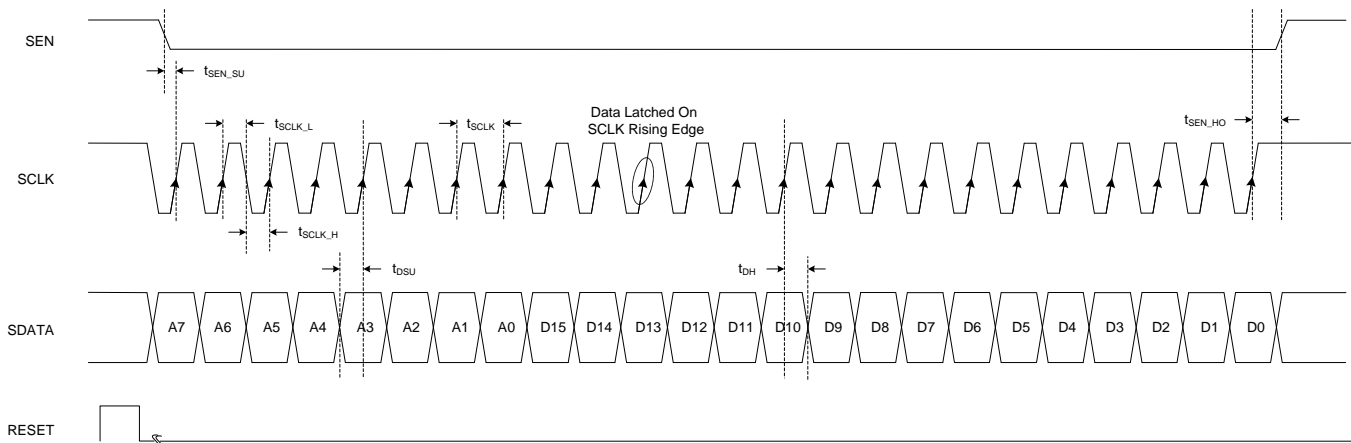 SEN
tSEN_SU
Data Latched On
SCLK Rising Edge
tSCLK_L
tSCLK
tSEN_HO
SCLK
tSCLK_H
tDSU
tDH
SDATA
A7 A6 A5 A4 A3 A2 A1 A0 D15 D14 D13 D12 D11 D10 D9 D8 D7 D6 D5 D4 D3 D2 D1 D0
RESET